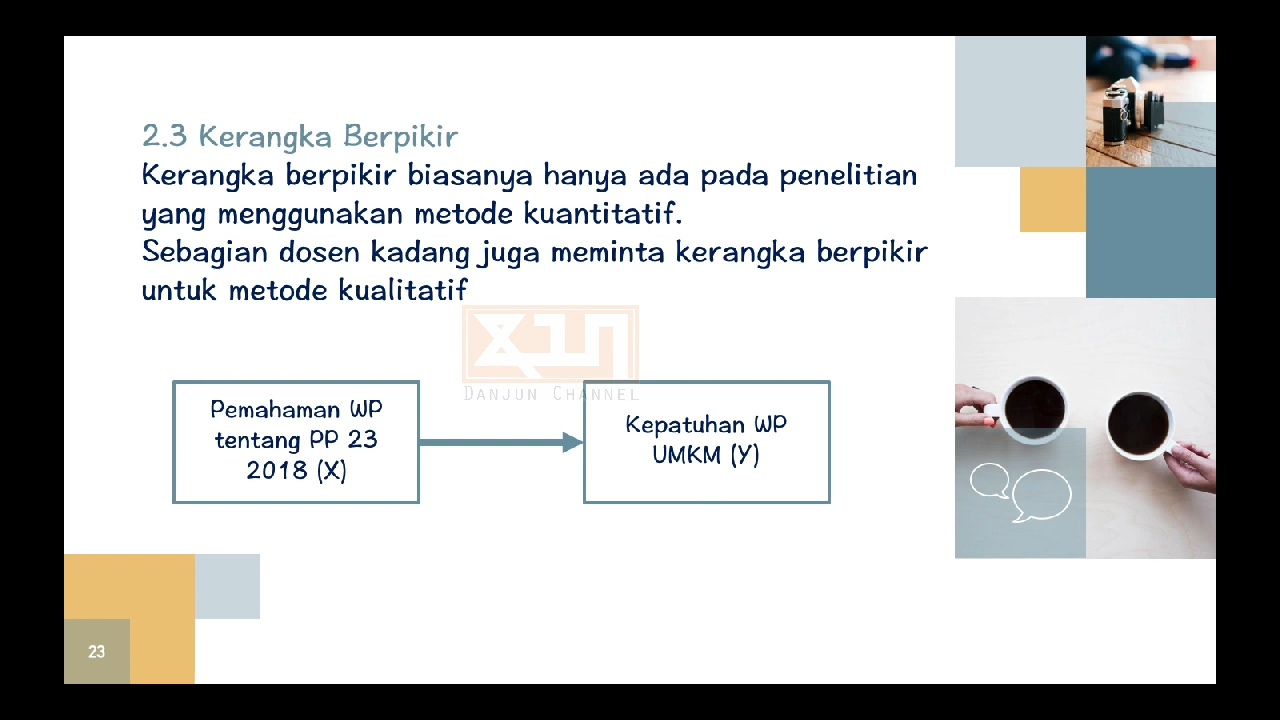 2.3 Kerangka Berpikir
Kerangka berpikir biasanya hanya ada pada penelitian
yang menggunakan metode kuantitatif.
Sebagian dosen kadang juga meminta kerangka berpikir
untuk metode kualitatif
DANJUN CHANNEL
Pemahaman WP
tentang PP 23
2018 (X)
Kepatuhan WP
UMKM (Y)
23